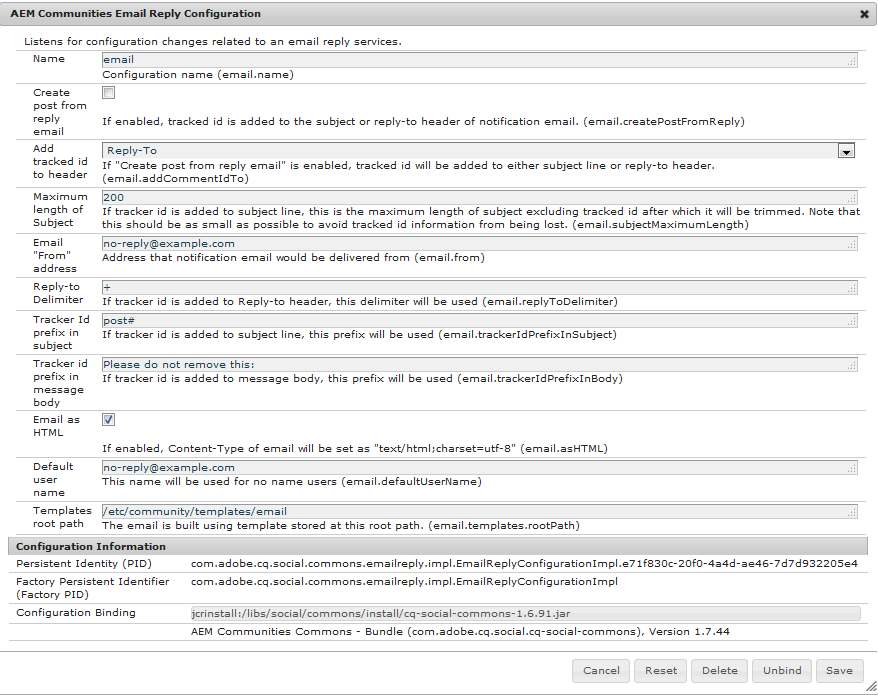 AEM Communities Email Reply Configuration
Listens for configuration changes related to an email reply services.
Name
email
Configuration name (email.name)
Create
post from
reply
email
If enabled, tracked id is added to the subject or reply-to header of notification email. (email.createPostFromReply)
Add
tracked id
to header
Reply-To
If "Create post from reply email" is enabled, tracked id will be added to either subject line or reply-to header.
(email.addCommentIdTo)
Maximum
length of
Subject
200
If tracker id is added to subject line, this is the maximum length of subject excluding tracked id after which it will be trimmed. Note that
this should be as small as possible to avoid tracked id information from being lost. (email.subjectMaximumLength)
Email
"From"
address
no-reply@example.com
Address that notification email would be delivered from (email.from)
Reply-to
Delimiter
+
If tracker id is added to Reply-to header, this delimiter will be used (email.replyToDelimiter)
Tracker Id
prefix in
subject
post#
If tracker id is added to subject line, this prefix will be used (email.trackerIdPrefixInSubject)
Tracker id
prefix in
message
body
Please do not remove this:
If tracker id is added to message body, this prefix will be used (email.trackerIdPrefixInBody)
Email as
HTML
If enabled, Content-Type of email will be set as "text/html;charset=utf-8" (email.asHTML)
Default
user
name
no-reply@example.com
This name will be used for no name users (email.defaultUserName)
Templates
root path
/etc/community/templates/email
The email is built using template stored at this root path. (email.templates.rootPath)
Configuration Information
Persistent Identity (PID)
com.adobe.cq.social.commons.emailreply.impl.EmailReplyConfigurationImpl.e71f830c-20f0-4a4d-ae46-7d7d932205e4
Factory Persistent Identifier
(Factory PID)
com.adobe.cq.social.commons.emailreply.impl.EmailReplyConfigurationImpl
Configuration Binding
jcrinstall:/libs/social/commons/install/cq-social-commons-1.6.91.jar
AEM Communities Commons - Bundle (com.adobe.cq.social.cq-social-commons), Version 1.7.44
Cancel
Reset
Delete
Unbind
Save